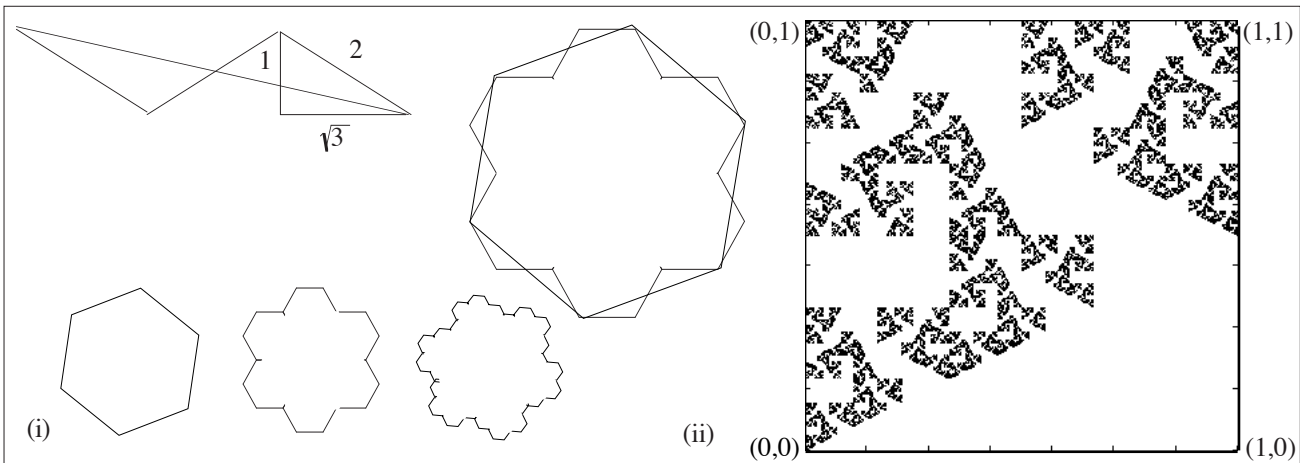 1 2
√3
(i)
(ii)
(0,1) (1,1)
(0,0) (1,0)